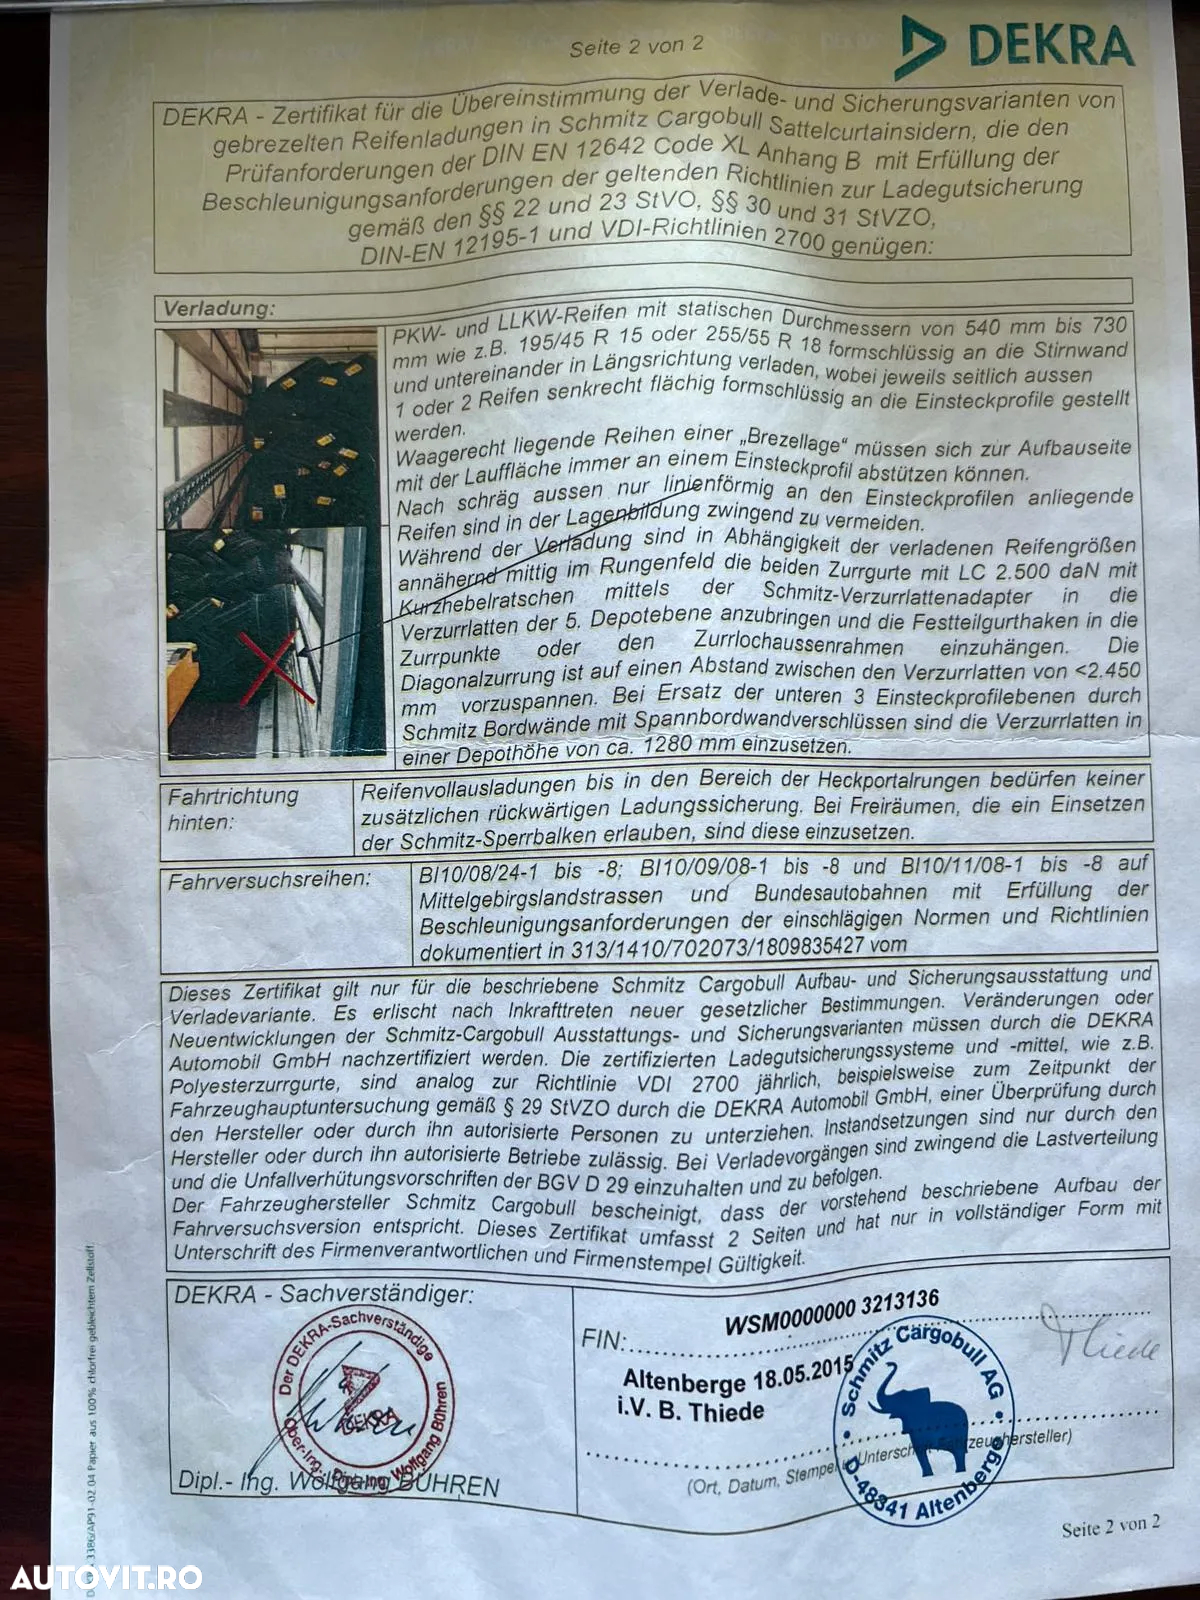 Seite 2 von 2
DEKRA
DEKRA - Zertifikat für die Übereinstimmung der Verlade- und Sicherungsvarianten von
gebrezelten Reifenladungen in Schmitz Cargobull Sattelcurtainsidern, die den
Prüfanforderungen der DIN EN 12642 Code XL Anhang B mit Erfüllung der
Beschleunigungsanforderungen der geltenden Richtlinien zur Ladegutsicherung
gemäß den §§ 22 und 23 StVO, §§ 30 und 31 StVZO,
DIN-EN 12195-1 und VDI-Richtlinien 2700 genügen:
Verladung:
PKW- und LLKW-Reifen mit statischen Durchmessern von 540 mm bis 730
mm wie z.B. 195/45 R 15 oder 255/55 R 18 formschlüssig an die Stirnwand
und untereinander in Längsrichtung verladen, wobei jeweils seitlich aussen
1 oder 2 Reifen senkrecht flächig formschlüssig an die Einsteckprofile gestellt
werden.
Waagerecht liegende Reihen einer „Brezellage“ müssen sich zur Aufbauseite
mit der Lauffläche immer an einem Einsteckprofil abstützen können.
Nach schräg aussen nur linienförmig an den Einsteckprofilen anliegende
Reifen sind in der Lagenbildung zwingend zu vermeiden.
Während der Verladung sind in Abhängigkeit der verladenen Reifengrößen
annähernd mittig im Rungenfeld die beiden Zurrgurte mit LC 2.500 daN mit
Kurzhebelratschen mittels der Schmitz-Verzurrlattenadapter in die
Verzurrlatten der 5. Depotebene anzubringen und die Festteilgurthaken in die
Zurrpunkte oder den Zurrlochaussenrahmen einzuhängen. Die
Diagonalzurrung ist auf einen Abstand zwischen den Verzurrlatten von <2.450
mm vorzuspannen. Bei Ersatz der unteren 3 Einsteckprofilebenen durch
Schmitz Bordwände mit Spannbordwandverschlüssen sind die Verzurrlatten in
einer Depothöhe von ca. 1280 mm einzusetzen.
Fahrtrichtung
hinten:
Reifenvollausladungen bis in den Bereich der Heckportalrungen bedürfen keiner
zusätzlichen rückwärtigen Ladungssicherung. Bei Freiräumen, die ein Einsetzen
der Schmitz-Sperrbalken erlauben, sind diese einzusetzen.
Fahrversuchsreihen:
BI10/08/24-1 bis -8; BI10/09/08-1 bis -8 und BI10/11/08-1 bis -8 auf
Mittelgebirgslandstrassen und Bundesautobahnen mit Erfüllung der
Beschleunigungsanforderungen der einschlägigen Normen und Richtlinien
dokumentiert in 313/1410/702073/1809835427 vom
Dieses Zertifikat gilt nur für die beschriebene Schmitz Cargobull Aufbau- und Sicherungsausstattung und
Verladevariante. Es erlischt nach Inkrafttreten neuer gesetzlicher Bestimmungen. Veränderungen oder
Neuentwicklungen der Schmitz-Cargobull Ausstattungs- und Sicherungsvarianten müssen durch die DEKRA
Automobil GmbH nachzertifiziert werden. Die zertifizierten Ladegutsicherungssysteme und -mittel, wie z.B.
Polyesterzurrgurte, sind analog zur Richtlinie VDI 2700 jährlich, beispielsweise zum Zeitpunkt der
Fahrzeughauptuntersuchung gemäß § 29 StVZO durch die DEKRA Automobil GmbH, einer Überprüfung durch
den Hersteller oder durch ihn autorisierte Personen zu unterziehen. Instandsetzungen sind nur durch den
Hersteller oder durch ihn autorisierte Betriebe zulässig. Bei Verladevorgängen sind zwingend die Lastverteilung
und die Unfallverhütungsvorschriften der BGV D 29 einzuhalten und zu befolgen.
Der Fahrzeughersteller Schmitz Cargobull bescheinigt, dass der vorstehend beschriebene Aufbau der
Fahrversuchsversion entspricht. Dieses Zertifikat umfasst 2 Seiten und hat nur in vollständiger Form mit
Unterschrift des Firmenverantwortlichen und Firmenstempel Gültigkeit.
DEKRA - Sachverständiger:
Der DEKRA-Sachverständige
DEKRA
Ober-Ing. Dipl.-Ing. Wolfgang Bühren
Dipl.- Ing. Wolfgang BÜHREN
FIN:
WSM0000000 3213136
Altenberge 18.05.2015
i.V. B. Thiede
Thiede
Schmitz Cargobull AG
D-48341 Altenberge
(Ort, Datum, Stempel, Unterschrift Fahrzeughersteller)
Seite 2 von 2
3386/AP91-02.04 Papier aus 100% chlorfrei gebleichtem Zellstoff
AUTOVIT.RO